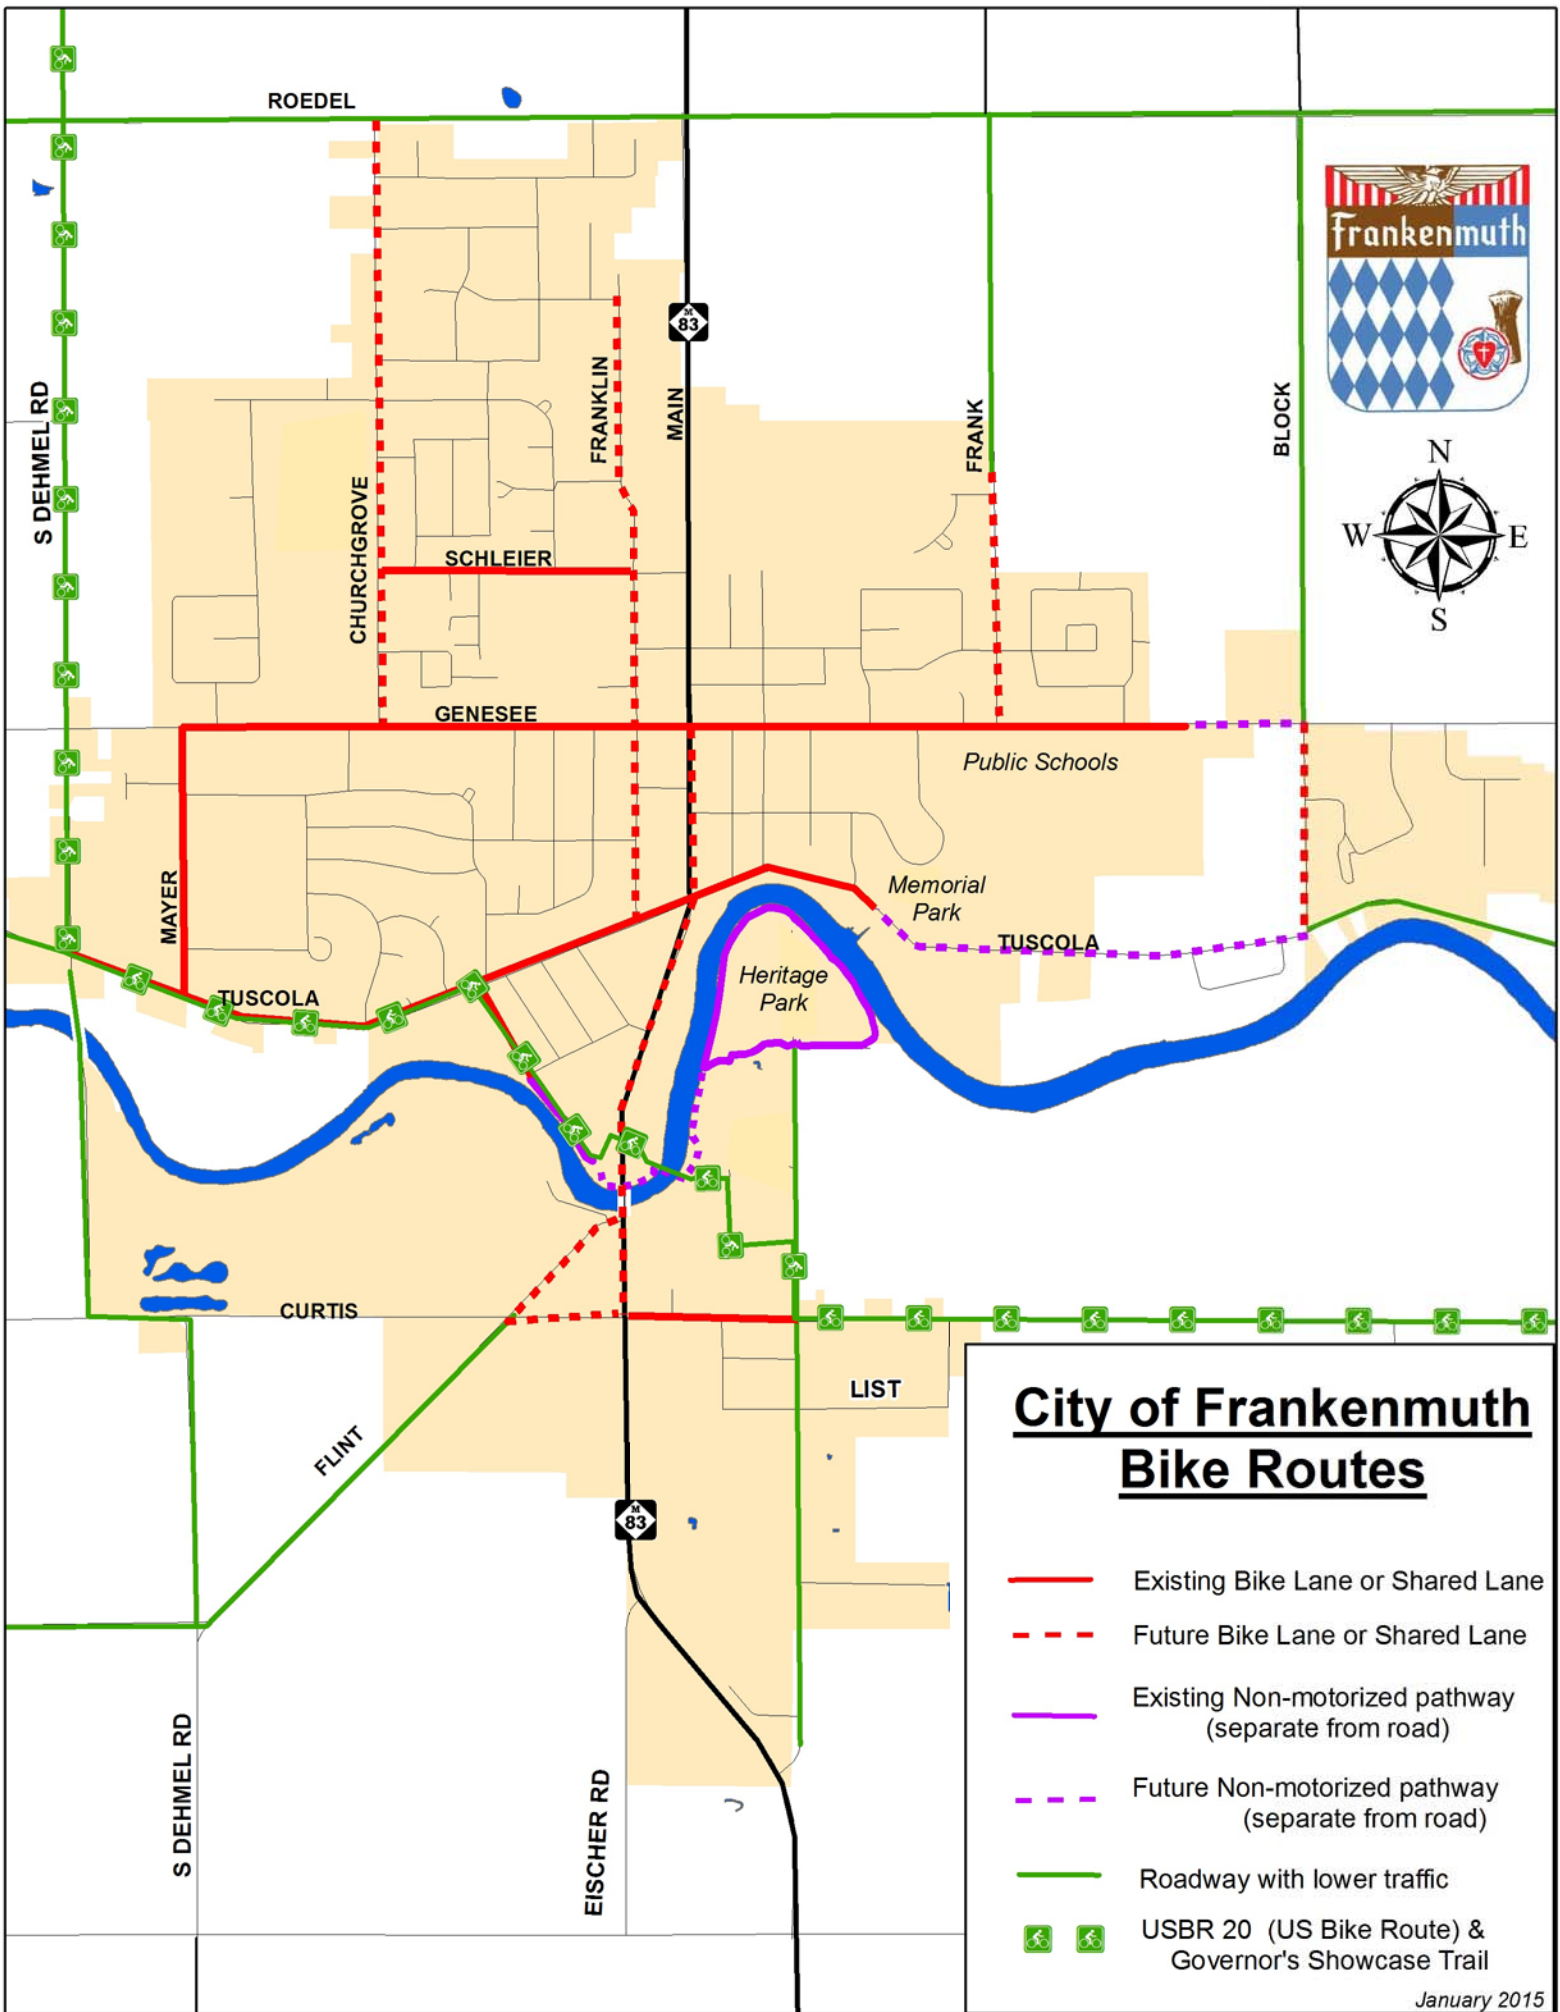 ROEDEL
Frankenmuth
M
83
S DEHMEL RD
FRANKLIN
MAIN
FRANK
BLOCK
N
W
E
S
CHURCHGROVE
SCHLEIER
GENESEE
Public Schools
MAYER
Memorial
Park
TUSCOLA
Heritage
Park
TUSCOLA
CURTIS
LIST
FLINT
M
83
S DEHMEL RD
EISCHER RD
City of Frankenmuth
Bike Routes
Existing Bike Lane or Shared Lane
Future Bike Lane or Shared Lane
Existing Non-motorized pathway
(separate from road)
Future Non-motorized pathway
(separate from road)
Roadway with lower traffic
USBR 20 (US Bike Route) &
Governor's Showcase Trail
January 2015